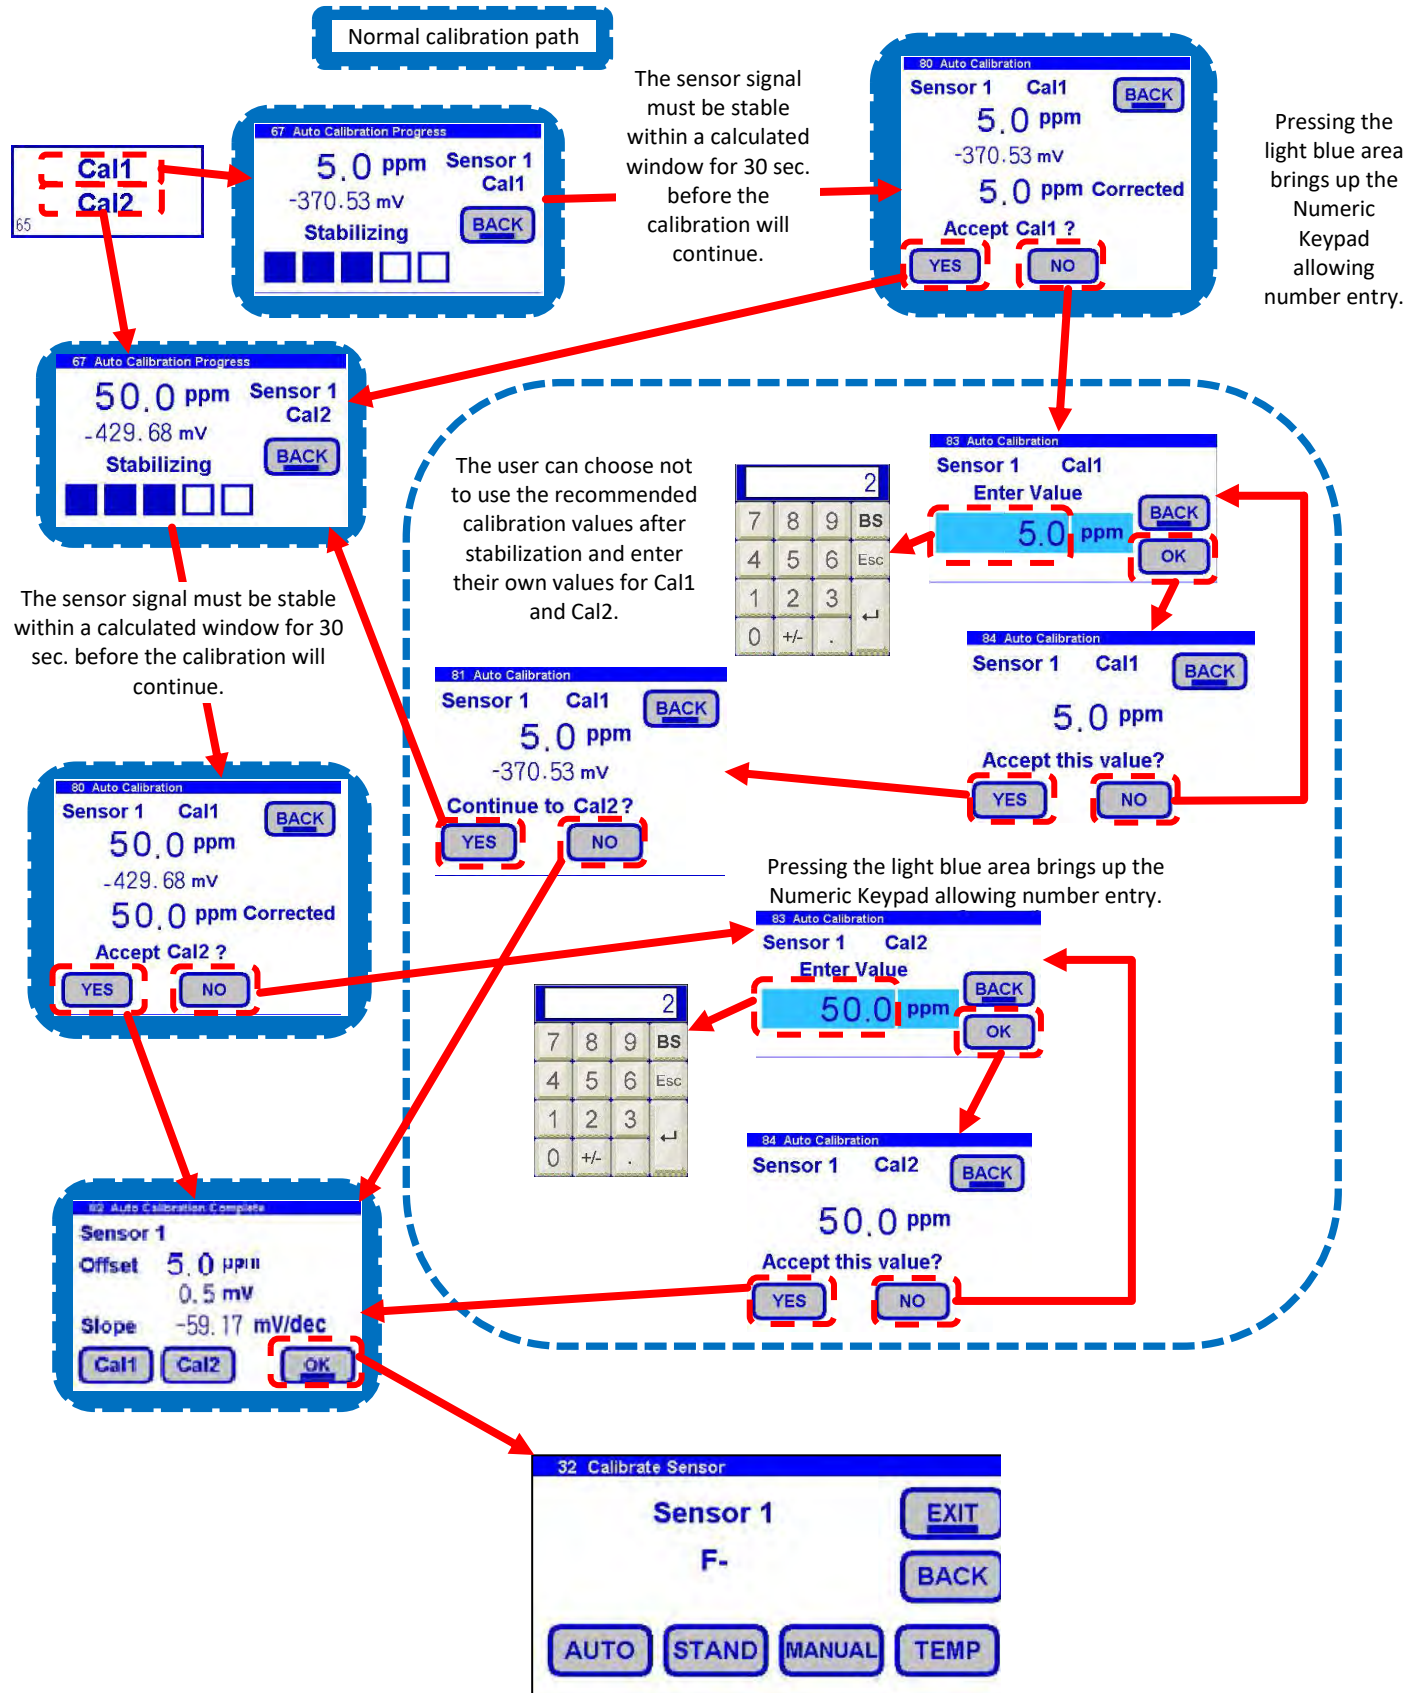 Normal calibration path
Cal1
Cal2
65
67 Auto Calibration Progress
5.0 ppm
Sensor 1
Cal1
-370.53 mV
Stabilizing
BACK
The sensor signal
must be stable
within a calculated
window for 30 sec.
before the
calibration will
continue.
80 Auto Calibration
Sensor 1 Cal1
BACK
5.0 ppm
-370.53 mV
5.0 ppm Corrected
Accept Cal1 ?
YES NO
Pressing the
light blue area
brings up the
Numeric
Keypad
allowing
number entry.
67 Auto Calibration Progress
50.0 ppm
Sensor 1
Cal2
-429.68 mV
Stabilizing
BACK
The sensor signal must be stable
within a calculated window for 30
sec. before the calibration will
continue.
The user can choose not
to use the recommended
calibration values after
stabilization and enter
their own values for Cal1
and Cal2.
2
7 8 9 BS
4 5 6 Esc
1 2 3
0 +/- . ↵
83 Auto Calibration
Sensor 1 Cal1
Enter Value
5.0 ppm
BACK
OK
84 Auto Calibration
Sensor 1 Cal1
BACK
5.0 ppm
Accept this value?
YES NO
81 Auto Calibration
Sensor 1 Cal1
BACK
5.0 ppm
-370.53 mV
Continue to Cal2?
YES NO
80 Auto Calibration
Sensor 1 Cal1
BACK
50.0 ppm
-429.68 mV
50.0 ppm Corrected
Accept Cal2 ?
YES NO
Pressing the light blue area brings up the
Numeric Keypad allowing number entry.
83 Auto Calibration
Sensor 1 Cal2
Enter Value
50.0 ppm
BACK
OK
2
7 8 9 BS
4 5 6 Esc
1 2 3
0 +/- . ↵
84 Auto Calibration
Sensor 1 Cal2
BACK
50.0 ppm
Accept this value?
YES NO
82 Auto Calibration Complete
Sensor 1
Offset 5.0 ppm
0.5 mV
Slope -59.17 mV/dec
Cal1 Cal2 OK
32 Calibrate Sensor
Sensor 1
EXIT
F-
BACK
AUTO STAND MANUAL TEMP